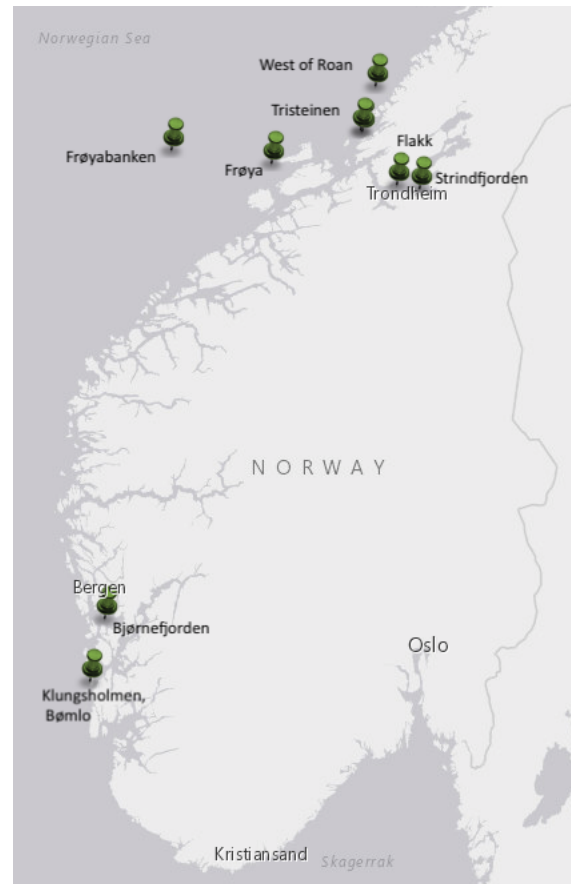 Norwegian Sea
West of Roan
Tristeinen
Flakk
Frøyabanken
Frøya
Strindfjorden
Trondheim
NORWAY
Bergen
Bjørnefjorden
Oslo
Klungsholmen,
Bømlo
Kristiansand
Skagerrak